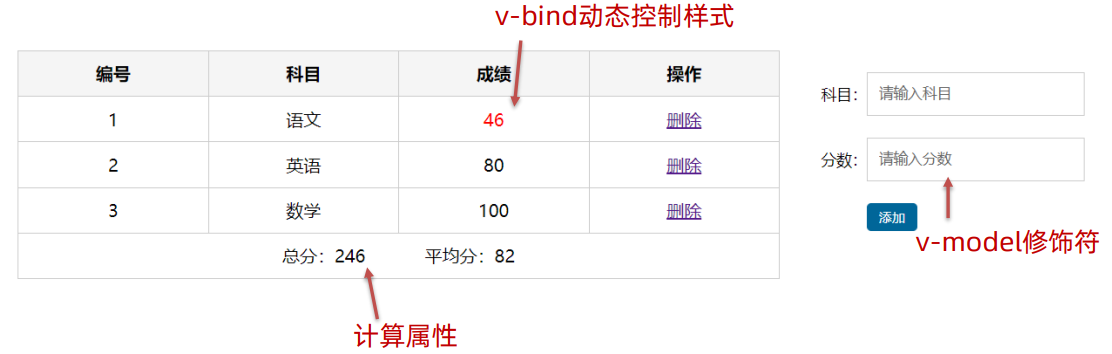 v-bind动态控制样式
编号 科目 成绩 操作
1 语文 46 删除
2 英语 80 删除
3 数学 100 删除
总分：246 平均分：82
计算属性
科目： 请输入科目
分数： 请输入分数
添加
v-model修饰符